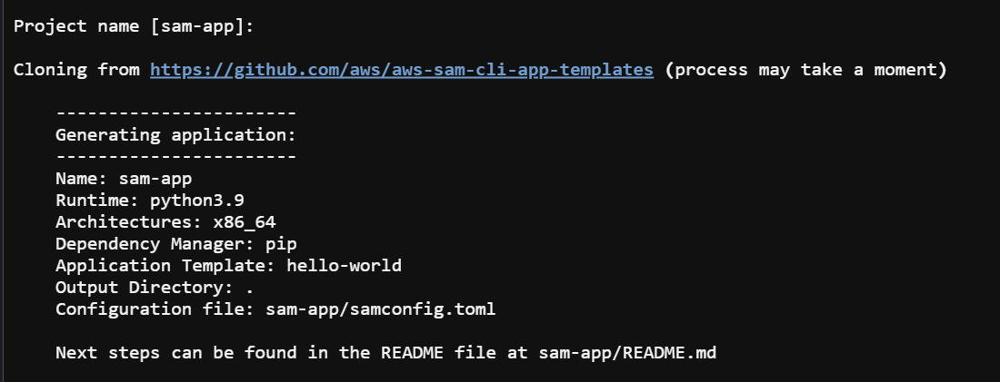 Project name [sam-app]:
Cloning from https://github.com/aws/aws-sam-cli-app-templates (process may take a moment)
-----------------------
Generating application:
-----------------------
Name: sam-app
Runtime: python3.9
Architectures: x86_64
Dependency Manager: pip
Application Template: hello-world
Output Directory: .
Configuration file: sam-app/samconfig.toml
Next steps can be found in the README file at sam-app/README.md